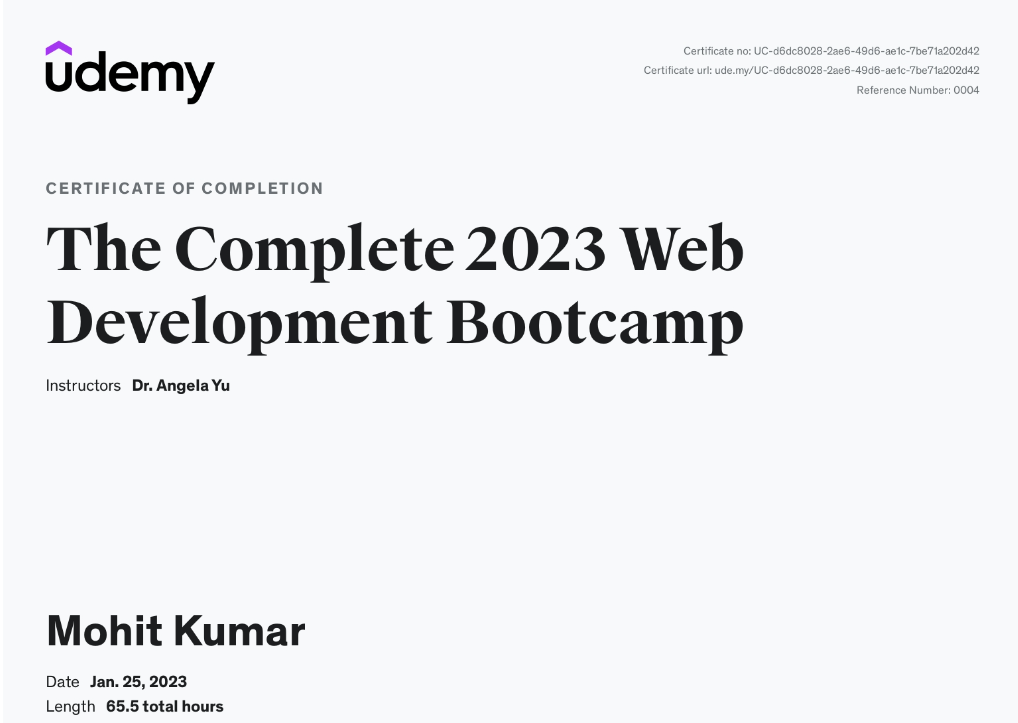 udemy
Certificate no: UC-d6dc8028-2ae6-49d6-ae1c-7be71a202d42
Certificate url: ude.my/UC-d6dc8028-2ae6-49d6-ae1c-7be71a202d42
Reference Number: 0004
CERTIFICATE OF COMPLETION
The Complete 2023 Web
Development Bootcamp
Instructors Dr. Angela Yu
Mohit Kumar
Date Jan. 25, 2023
Length 65.5 total hours